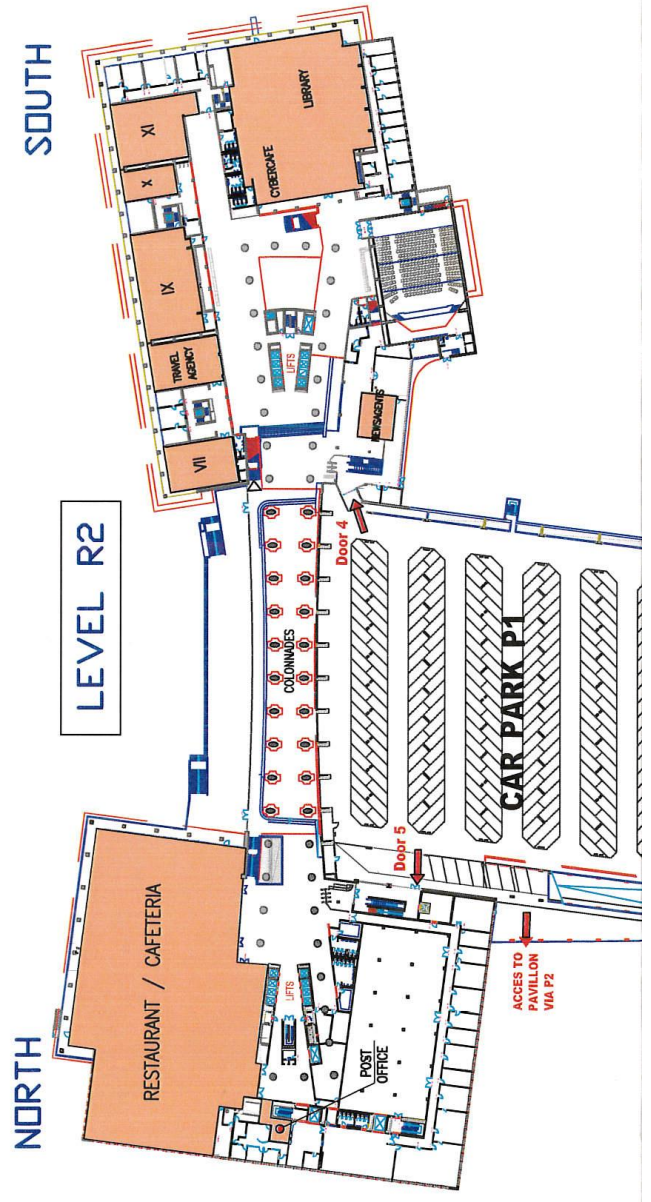 NORTH
LEVEL R2
SOUTH
RESTAURANT / CAFETERIA
VII
TRAVEL
AGENCY
IX
X
XI
LIFTS
POST
OFFICE
COLONNADES
LIFTS
CYBERCAFE
LIBRARY
NEWSAGENTS
Door 5
Door 4
CAR PARK P1
ACCES TO
PAVILLON
VIA P2